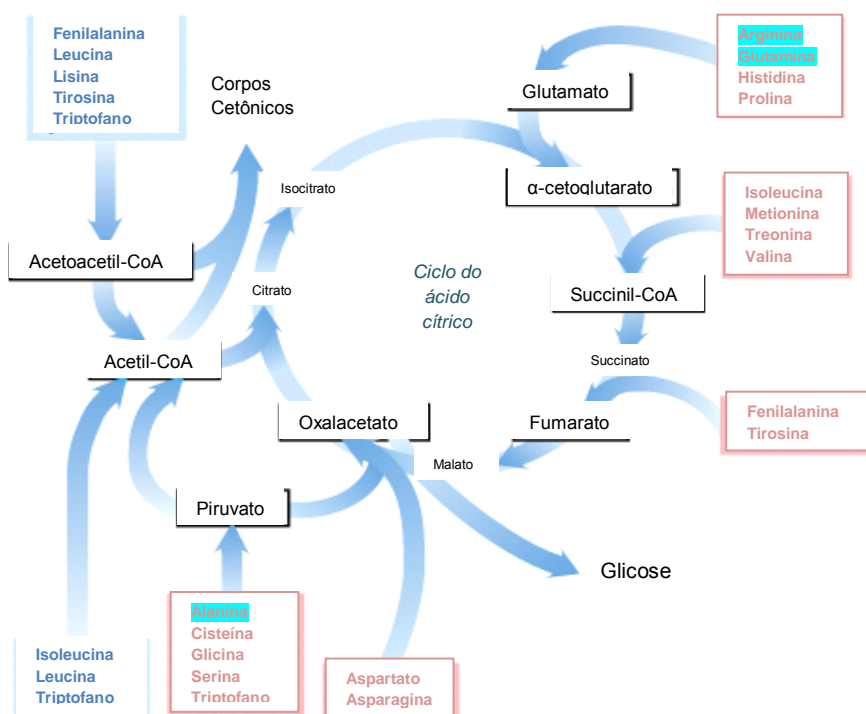 Fenilalanina
Leucina
Lisina
Tirosina
Triptofano
Corpos
Cetônicos
Glutamato
Arginina
Glutamina
Histidina
Prolina
Isocitrato
α-cetoglutarato
Isoleucina
Metionina
Treonina
Valina
Acetoacetil-CoA
Citrato
Ciclo do
ácido
cítrico
Succinil-CoA
Acetil-CoA
Succinato
Oxalacetato
Fumarato
Fenilalanina
Tirosina
Malato
Piruvato
Glicose
Alanina
Cisteína
Glicina
Serina
Triptofano
Isoleucina
Leucina
Triptofano
Aspartato
Asparagina